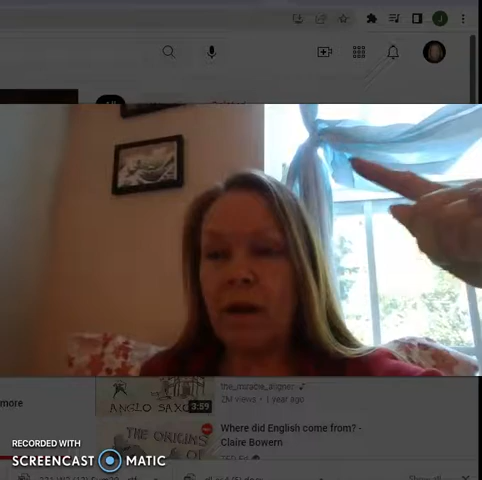 J
more
ANGLO SAXO
3:59
the_miracle_aligner
2M views • 1 year ago
THE ORIGINS
OF
Where did English come from? -
Claire Bowern
RECORDED WITH
SCREENCAST MATIC